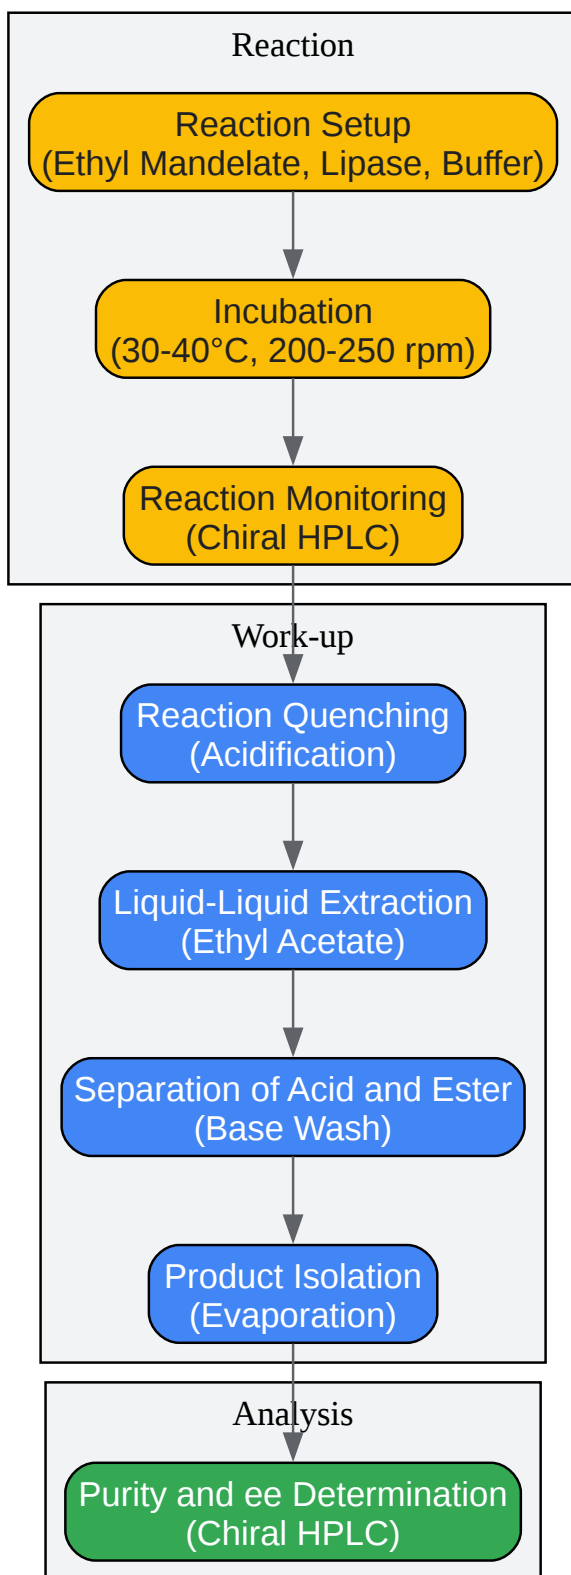 Reaction
Reaction Setup
(Ethyl Mandelate, Lipase, Buffer)
Incubation
(30-40°C, 200-250 rpm)
Reaction Monitoring
(Chiral HPLC)
Work-up
Reaction Quenching
(Acidification)
Liquid-Liquid Extraction
(Ethyl Acetate)
Separation of Acid and Ester
(Base Wash)
Product Isolation
(Evaporation)
Analysis
Purity and ee Determination
(Chiral HPLC)